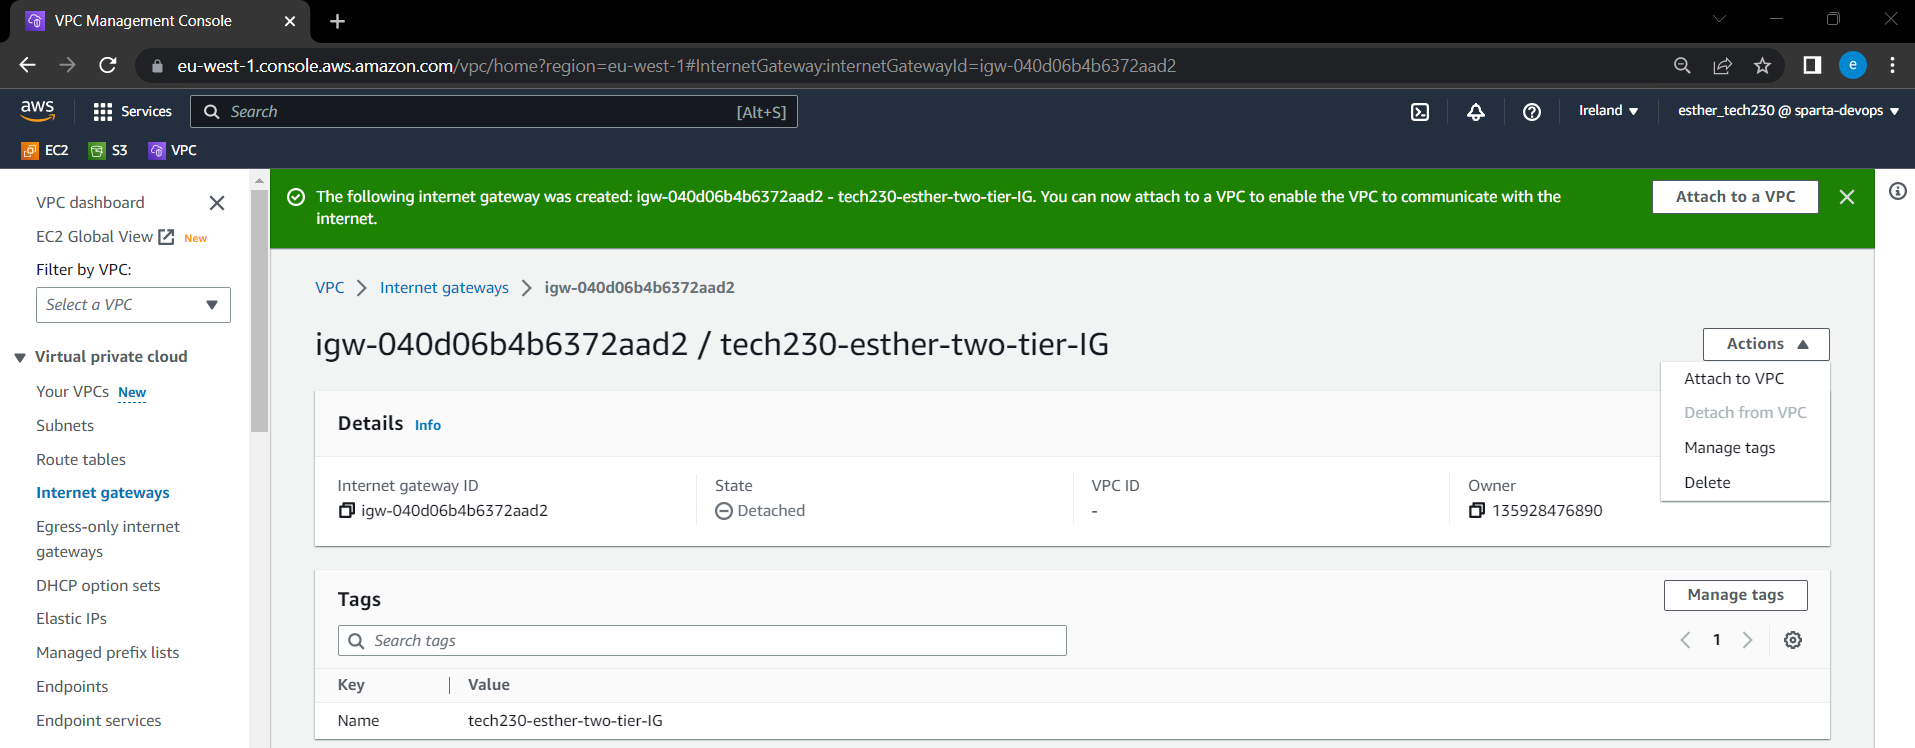 VPC Management Console
eu-west-1.console.aws.amazon.com/vpc/home?region=eu-west-1#InternetGateway:internetGatewayId=igw-040d06b4b6372aad2
e
aws
Services
Search
[Alt+S]
Ireland
esther_tech230 @ sparta-devops
EC2
S3
VPC
VPC dashboard
EC2 Global View New
Filter by VPC:
Select a VPC
Virtual private cloud
Your VPCs New
Subnets
Route tables
Internet gateways
Egress-only internet
gateways
DHCP option sets
Elastic IPs
Managed prefix lists
Endpoints
Endpoint services
The following internet gateway was created: igw-040d06b4b6372aad2 - tech230-esther-two-tier-IG. You can now attach to a VPC to enable the VPC to communicate with the
internet.
Attach to a VPC
VPC
Internet gateways
igw-040d06b4b6372aad2
igw-040d06b4b6372aad2 / tech230-esther-two-tier-IG
Actions
Attach to VPC
Detach from VPC
Manage tags
Delete
Details Info
Internet gateway ID
igw-040d06b4b6372aad2
State
Detached
VPC ID
-
Owner
135928476890
Tags
Manage tags
Search tags
1
Key
Value
Name
tech230-esther-two-tier-IG